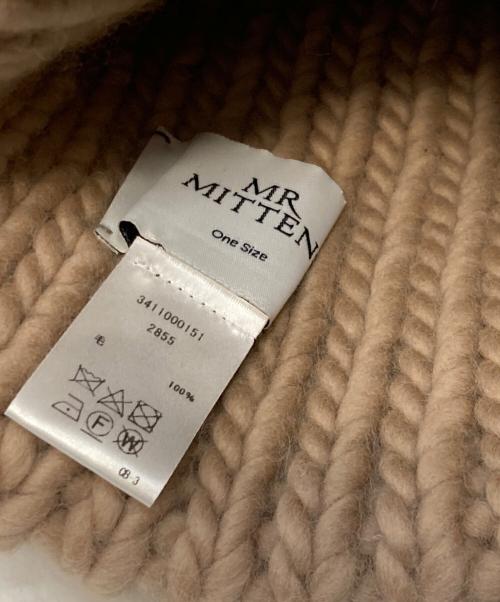 MR
MITTEN
One Size
3411000151
2855
毛 100%
F
W
08-3